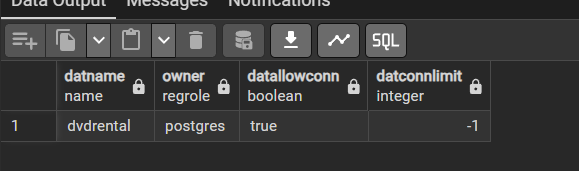 Data Output Messages Notifications
SQL
datname owner datallowconn datconnlimit
name regrole boolean integer
1 dvdrental postgres true -1